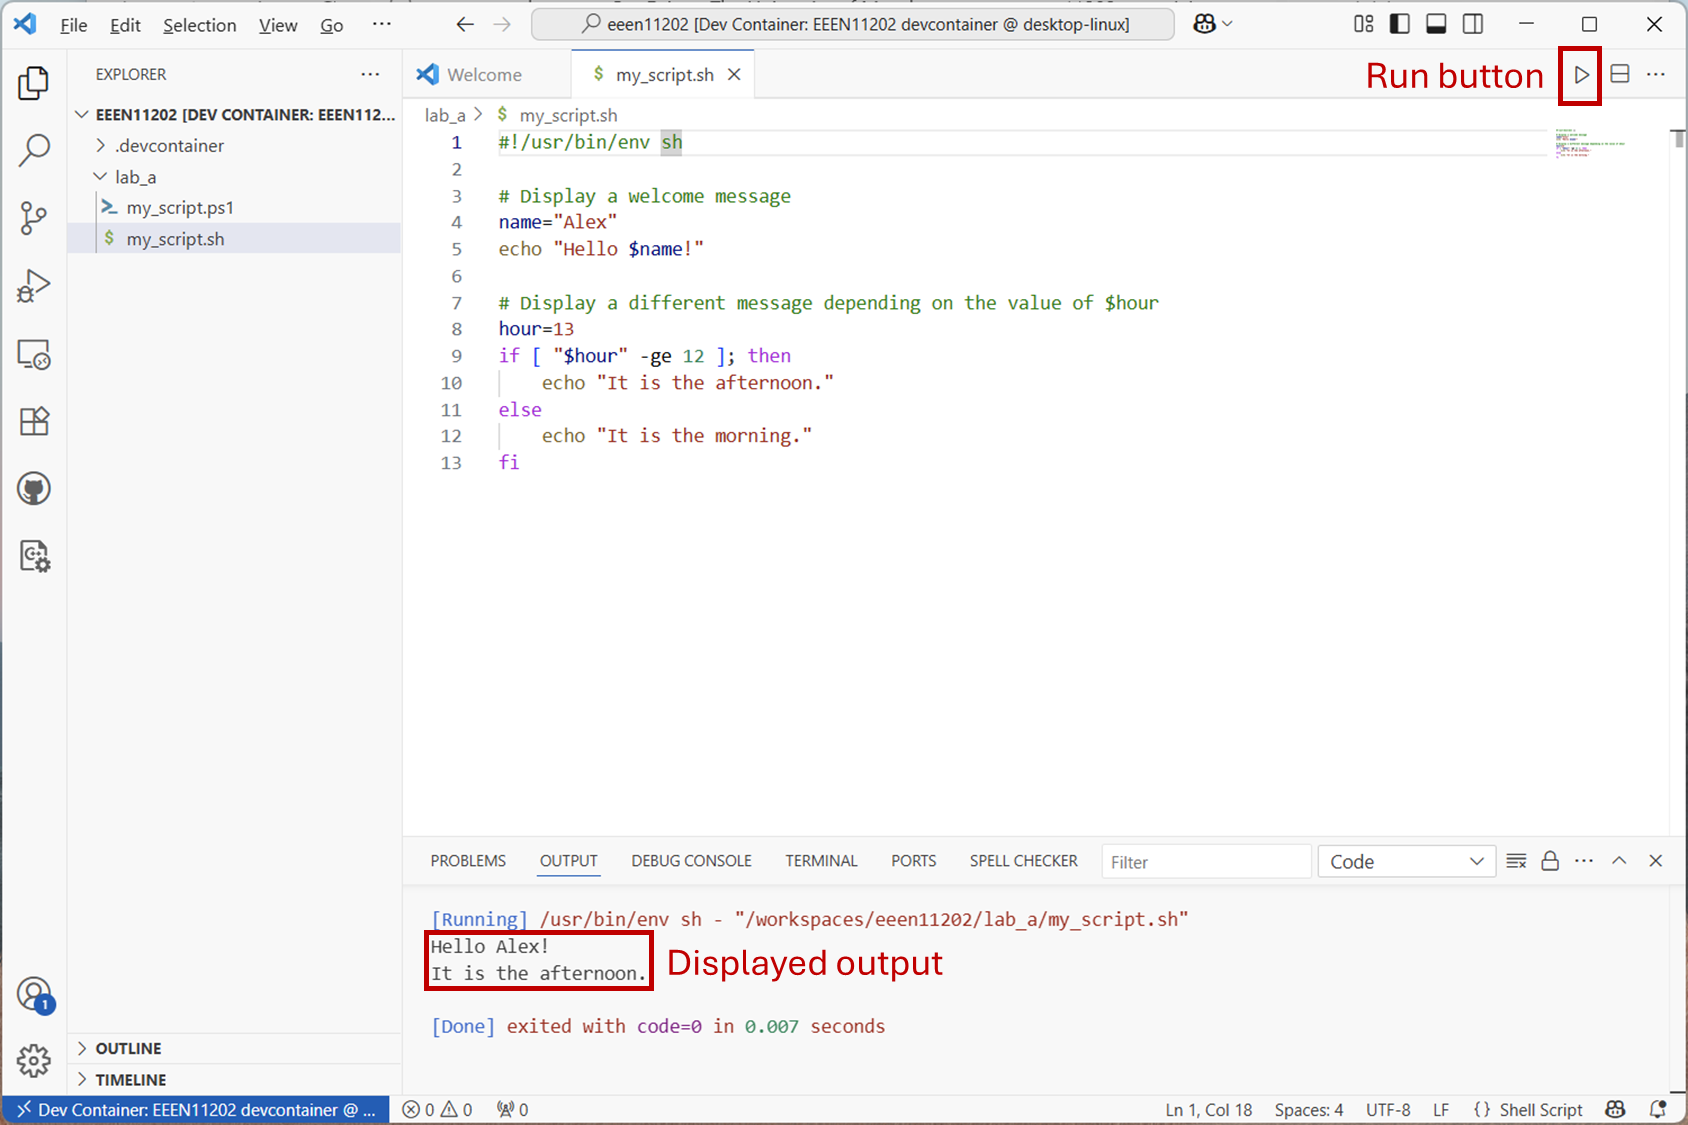 File Edit Selection View Go ...
eeen11202 [Dev Container: EEEN11202 devcontainer @ desktop-linux]
EXPLORER ...
EEEN11202 [DEV CONTAINER: EEEN112...
.devcontainer
lab_a
my_script.ps1
$ my_script.sh
OUTLINE
TIMELINE
Welcome
$ my_script.sh
Run button
lab_a > $ my_script.sh
1 #!/usr/bin/env sh
2
3 # Display a welcome message
4 name="Alex"
5 echo "Hello $name!"
6
7 # Display a different message depending on the value of $hour
8 hour=13
9 if [ "$hour" -ge 12 ]; then
10 echo "It is the afternoon."
11 else
12 echo "It is the morning."
13 fi
PROBLEMS OUTPUT DEBUG CONSOLE TERMINAL PORTS SPELL CHECKER Filter Code
[Running] /usr/bin/env sh - "/workspaces/eeen11202/lab_a/my_script.sh"
Hello Alex!
It is the afternoon.
Displayed output
[Done] exited with code=0 in 0.007 seconds
1
Dev Container: EEEN11202 devcontainer @ ... 0 0 0 Ln 1, Col 18 Spaces: 4 UTF-8 LF {} Shell Script